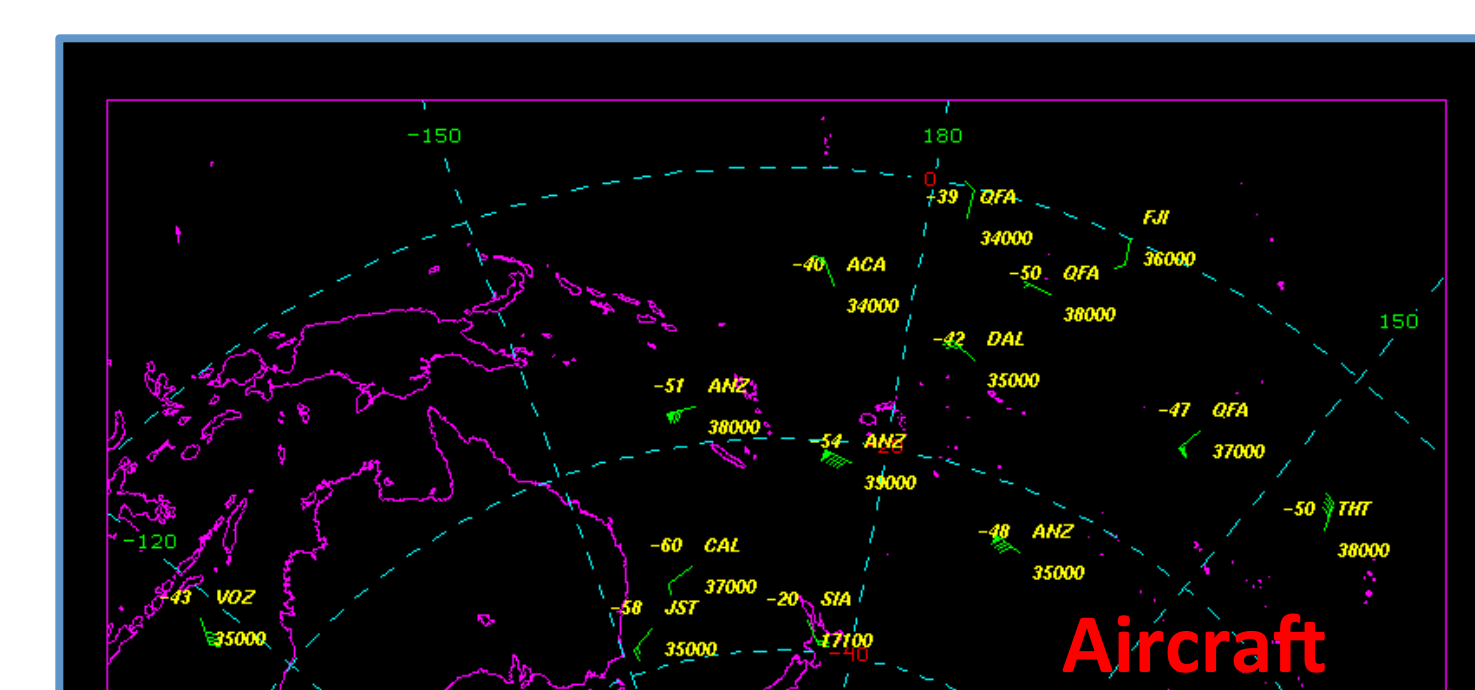 -150
180
0
-39 QFA
34000
FJI
36000
-40 ACA
34000
-50 QFA
38000
150
-42 DAL
35000
-51 ANZ
38000
-47 QFA
37000
-54 ANZ
-20
39000
-50 THT
38000
-48 ANZ
35000
-120
-60 CAL
37000
-43 VOZ
35000
-58 JST
35000
-20 SIA
17100
-40
Aircraft